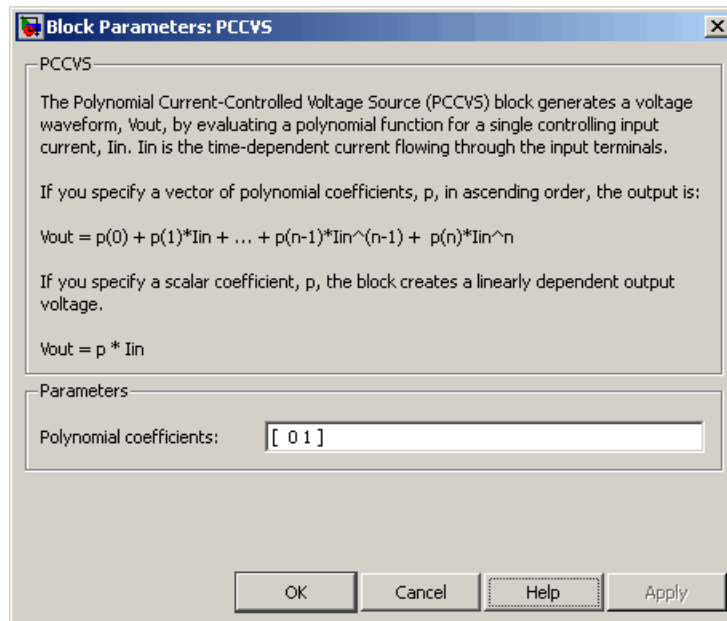 Block Parameters: PCCVS
PCCVS
The Polynomial Current-Controlled Voltage Source (PCCVS) block generates a voltage
waveform, Vout, by evaluating a polynomial function for a single controlling input
current, Iin. Iin is the time-dependent current flowing through the input terminals.
If you specify a vector of polynomial coefficients, p, in ascending order, the output is:
Vout = p(0) + p(1)*Iin + ... + p(n-1)*Iin^(n-1) + p(n)*Iin^n
If you specify a scalar coefficient, p, the block creates a linearly dependent output
voltage.
Vout = p * Iin
Parameters
Polynomial coefficients: [ 0 1 ]
OK Cancel Help Apply